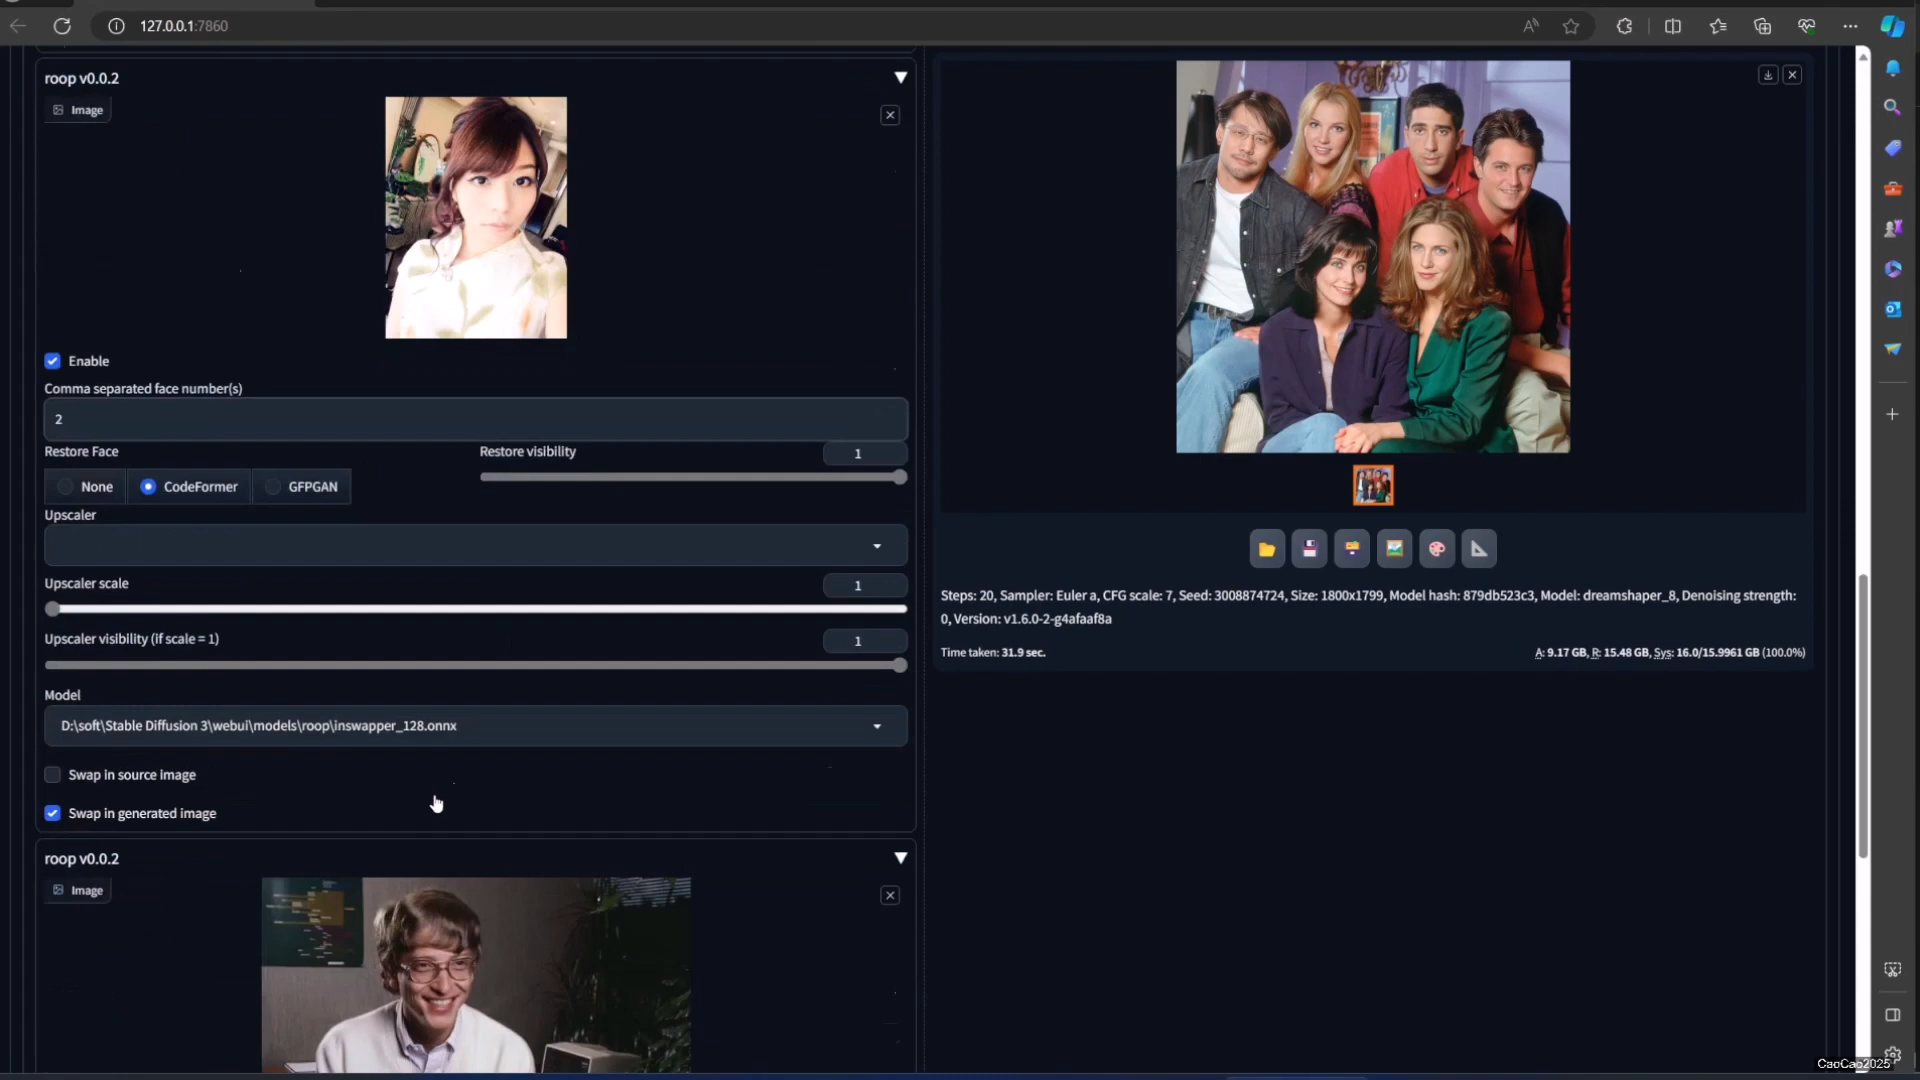 127.0.0.1:7860
roop v0.0.2
Image
Enable
Comma separated face number(s)
2
Restore Face
Restore visibility
1
None
CodeFormer
GFPGAN
Upscaler
Upscaler scale
1
Upscaler visibility (if scale = 1)
1
Model
D:\soft\Stable Diffusion 3\webui\models\roop\inswapper_128.onnx
Swap in source image
Swap in generated image
roop v0.0.2
Image
Steps: 20, Sampler: Euler a, CFG scale: 7, Seed: 3008874724, Size: 1800x1799, Model hash: 879db523c3, Model: dreamshaper_8, Denoising strength:
0, Version: v1.6.0-2-g4afaaf8a
Time taken: 31.9 sec.
A: 9.17 GB, R: 15.48 GB, Sys: 16.0/15.9961 GB (100.0%)
CaoCao2025